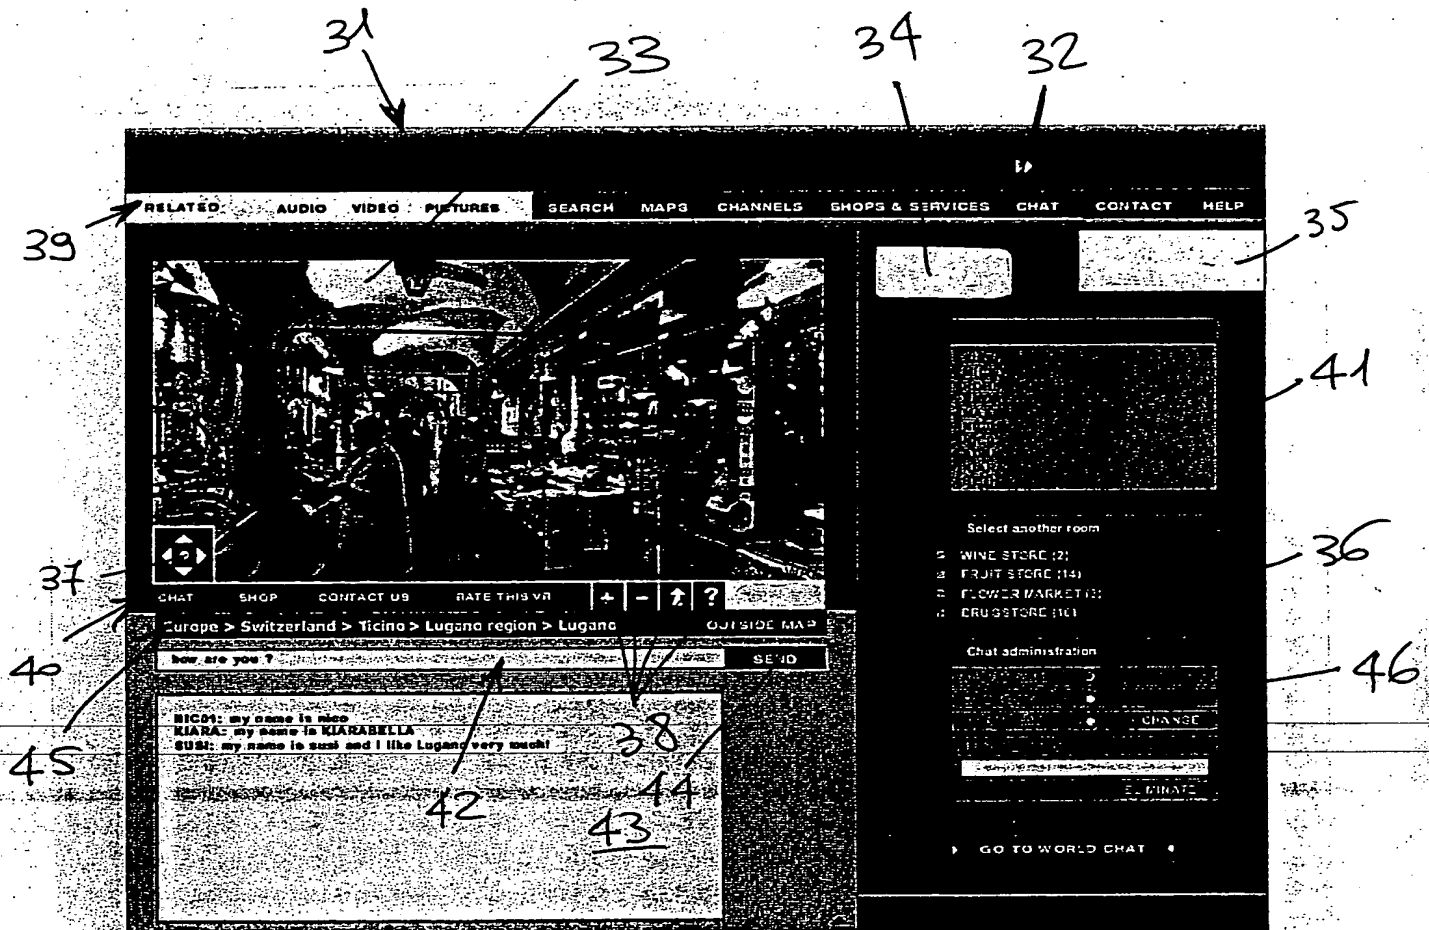 31
33
34
32
RELATED: AUDIO VIDEO PICTURES SEARCH MAPS CHANNELS SHOPS & SERVICES CHAT CONTACT HELP
39
35
41
Select another room
WINE STORE (2)
FRUIT STORE (14)
FLOWER MARKET (3)
DRUGSTORE (16)
36
37
CHAT SHOP CONTACT US RATE THIS VR + - ?
40
Europe > Switzerland > Ticino > Lugano region > Lugano OUTSIDE MAP
how are you ? SEND
Chat administration
46
CHANGE
ELIMINATE
NIC01: my name is nico
KIARA: my name is KIARABELLA
SUSI: my name is susi and I like Lugano very much!
45
38
44
42
43
GO TO WORLD CHAT